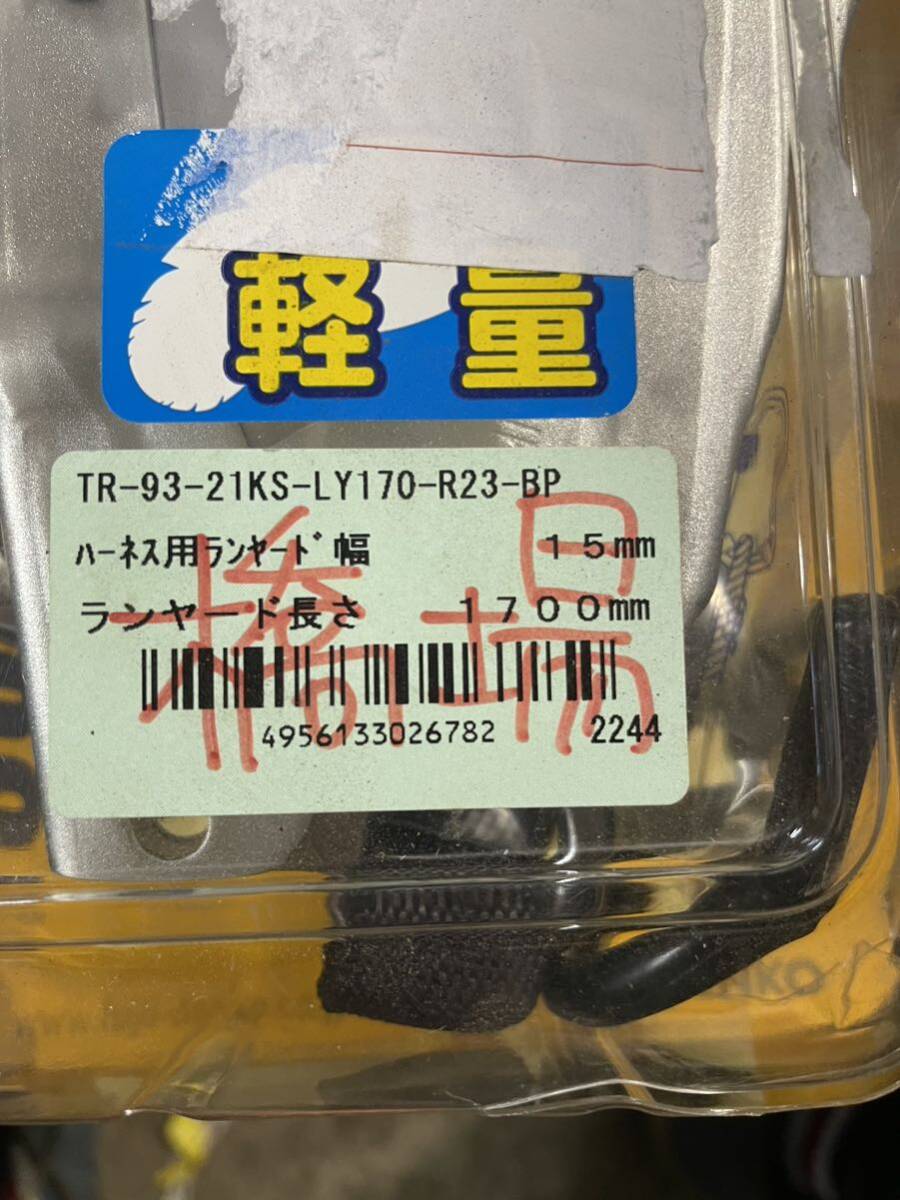 軽量
TR-93-21KS-LY170-R23-BP
ﾊｰﾈｽ用ﾗﾝﾔｰﾄﾞ幅 15mm
ランヤード長さ 1700mm
橋場
4956133026782 2244